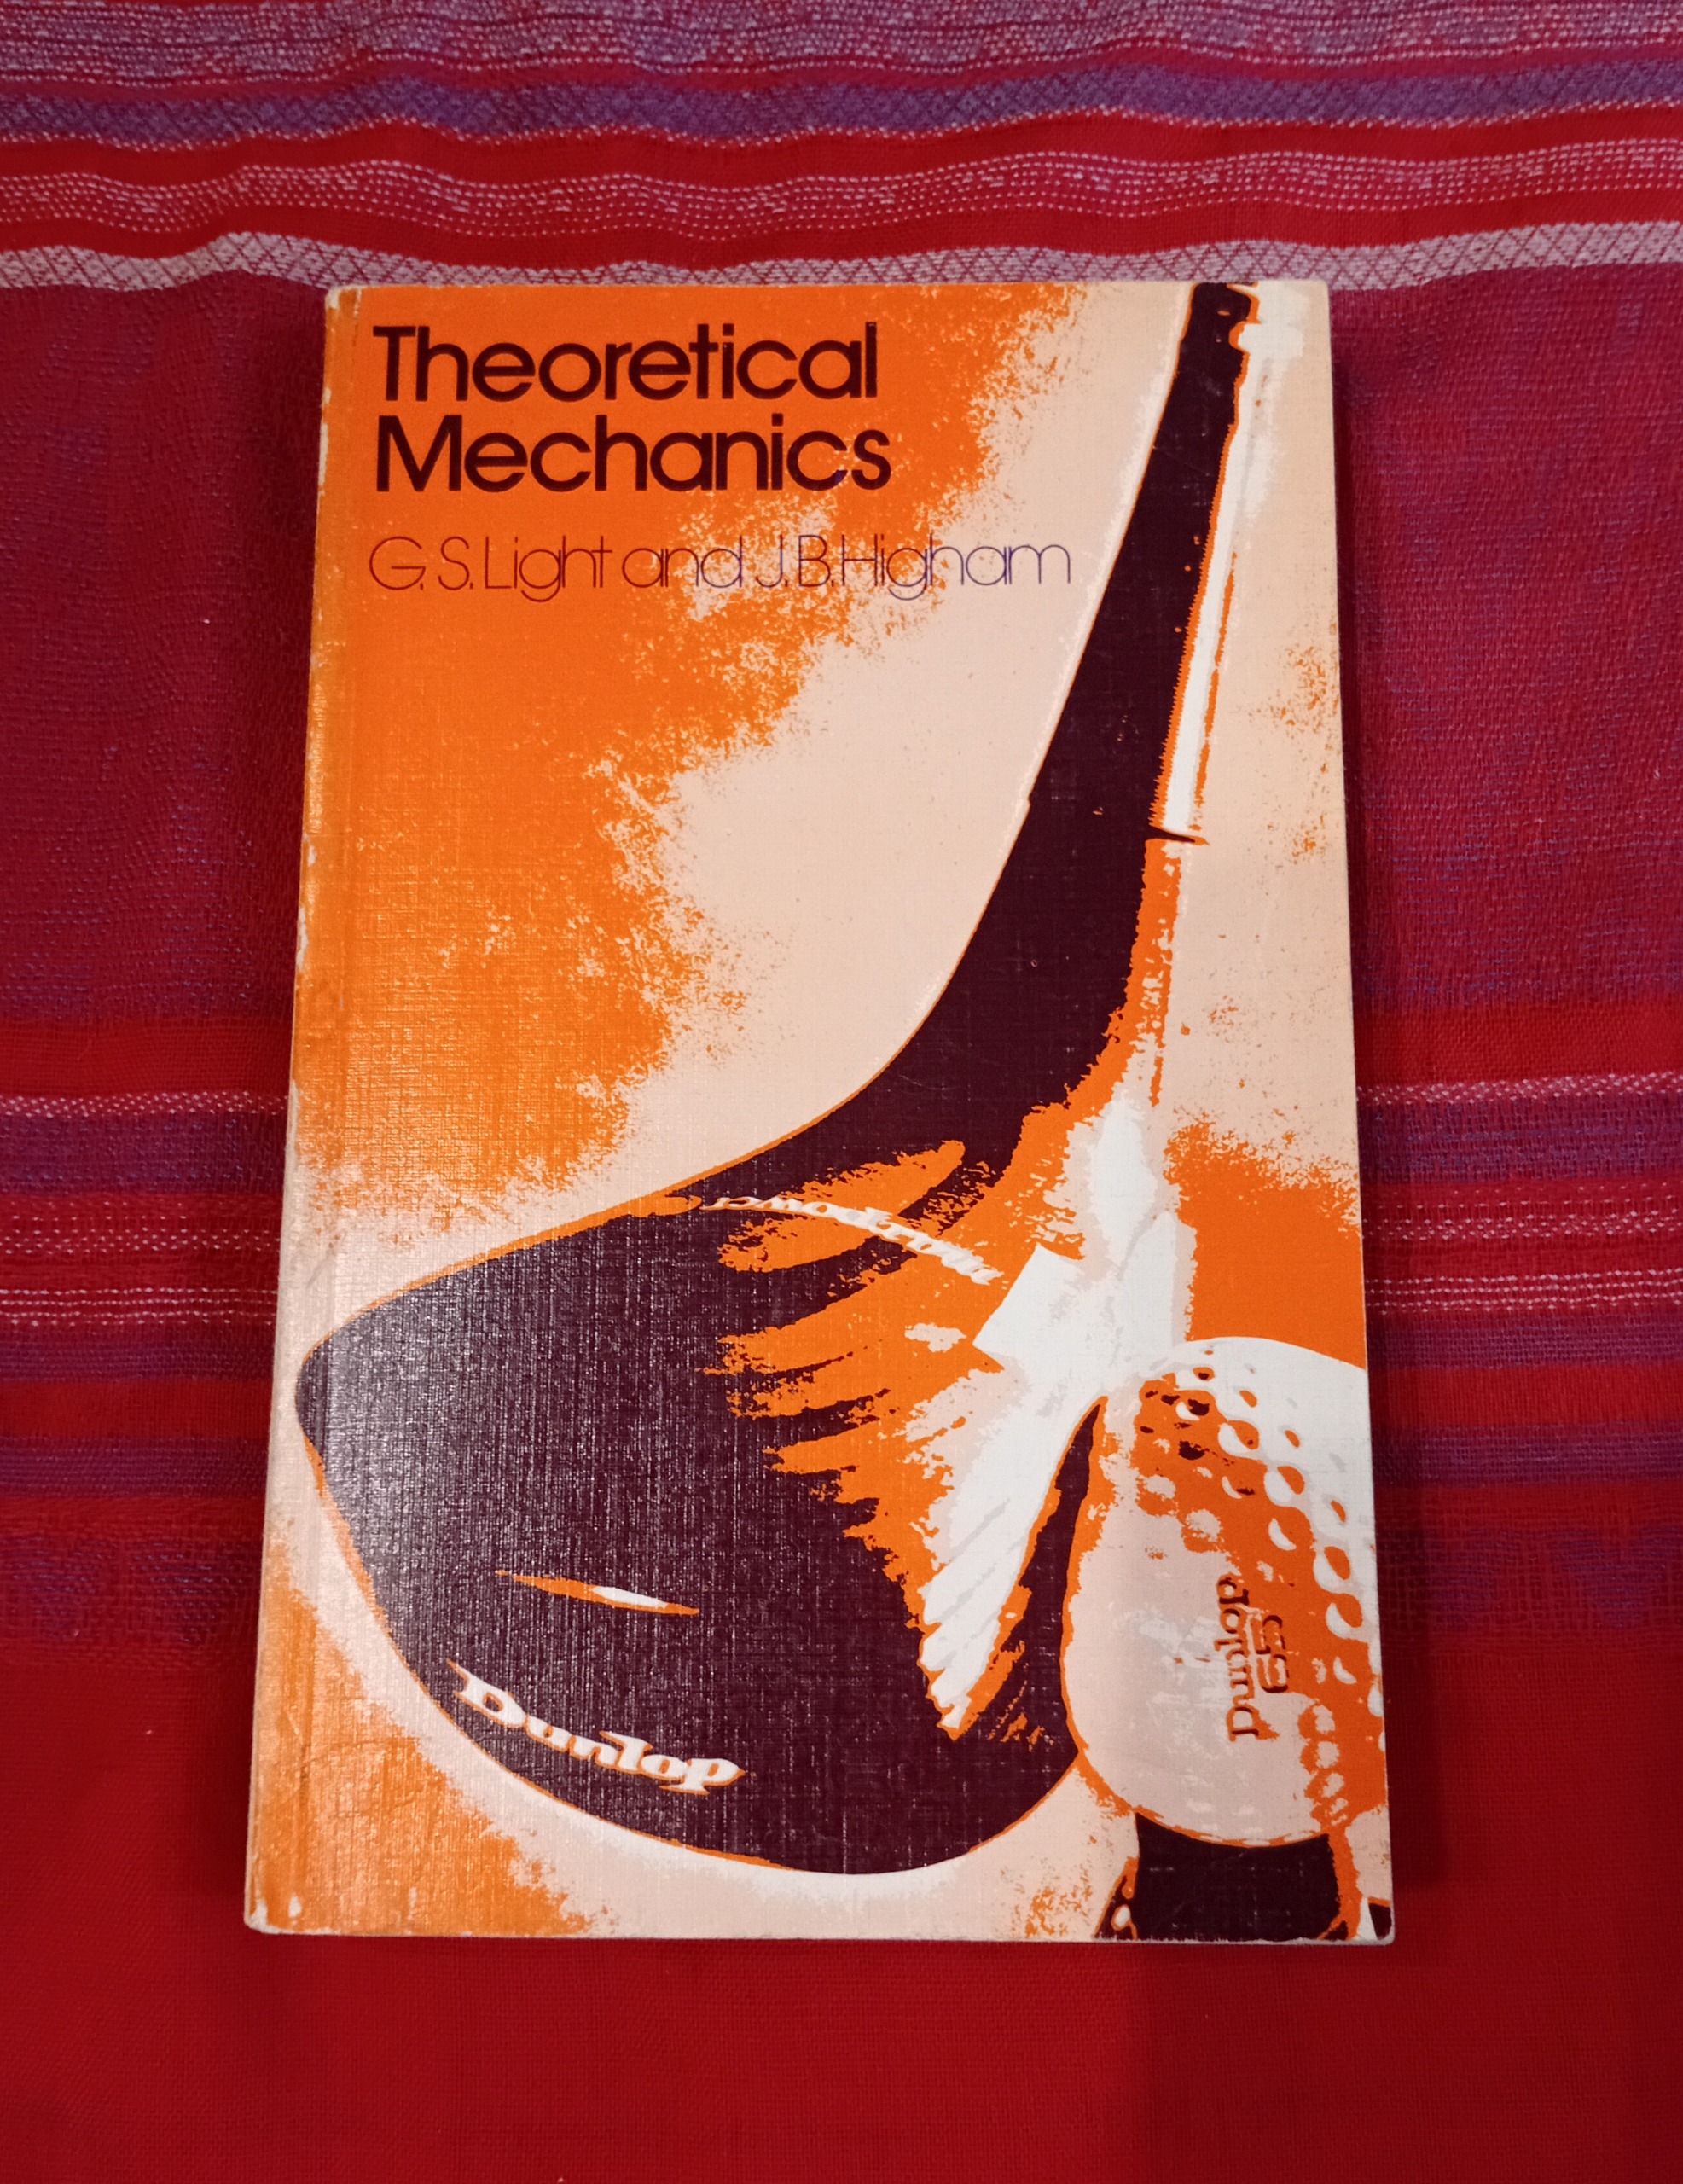 Theoretical
Mechanics
G.S.Light and J.B.Higham
Dunlop
Dunlop
65